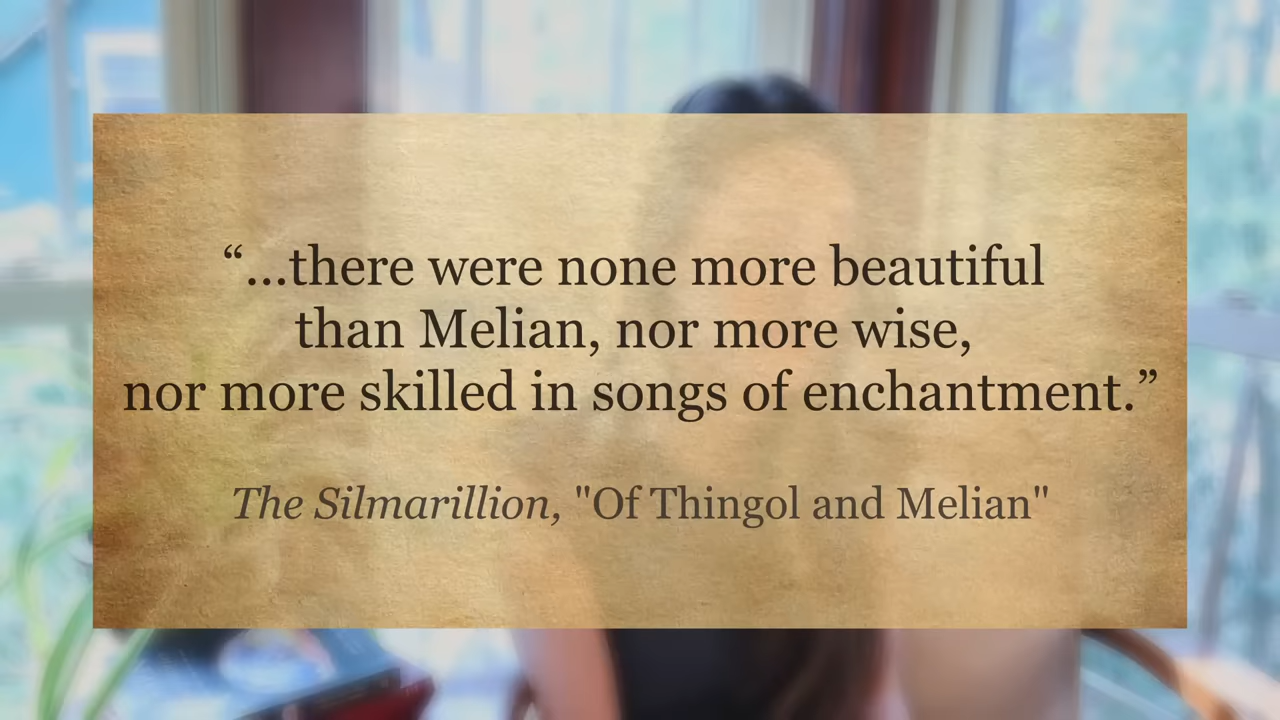 “...there were none more beautiful
than Melian, nor more wise,
nor more skilled in songs of enchantment.”
The Silmarillion, "Of Thingol and Melian"